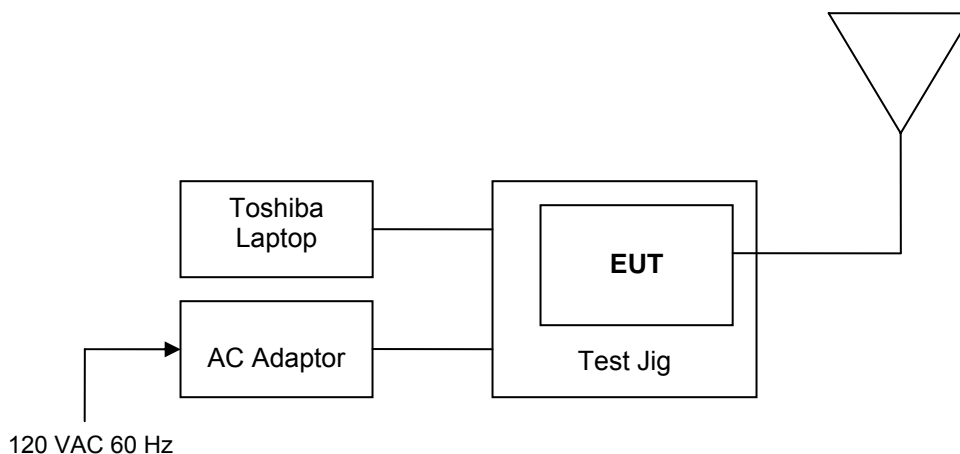 Toshiba
Laptop
EUT
AC Adaptor
Test Jig
120 VAC 60 Hz